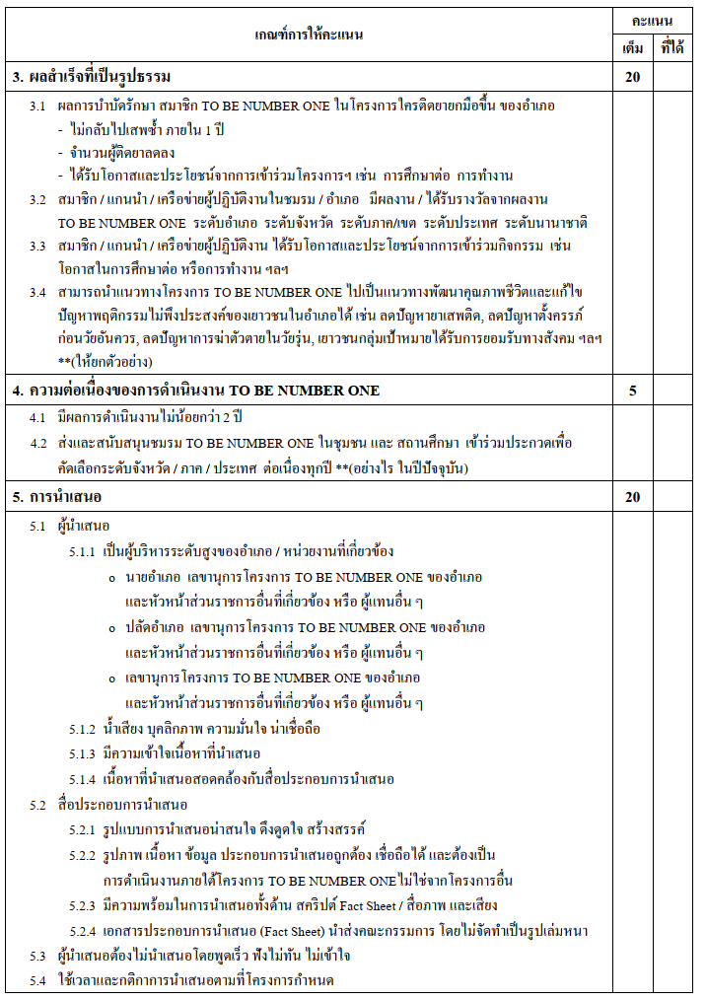 เกณฑ์การให้คะแนน
คะแนน
เต็ม ที่ได้
3. ผลสำเร็จที่เป็นรูปธรรม 20
3.1 ผลการบำบัดรักษา สมาชิก TO BE NUMBER ONE ในโครงการใครติดยายกมือขึ้น ของอำเภอ
- ไม่กลับไปเสพซ้ำ ภายใน 1 ปี
- จำนวนผู้ติดยาลดลง
- ได้รับโอกาสและประโยชน์จากการเข้าร่วมโครงการฯ เช่น การศึกษาต่อ การทำงาน
3.2 สมาชิก / แกนนำ / เครือข่ายผู้ปฏิบัติงานในชมรม / อำเภอ มีผลงาน / ได้รับรางวัลจากผลงาน
TO BE NUMBER ONE ระดับอำเภอ ระดับจังหวัด ระดับภาค/เขต ระดับประเทศ ระดับนานาชาติ
3.3 สมาชิก / แกนนำ / เครือข่ายผู้ปฏิบัติงาน ได้รับโอกาสและประโยชน์จากการเข้าร่วมกิจกรรม เช่น
โอกาสในการศึกษาต่อ หรือการทำงาน ฯลฯ
3.4 สามารถนำแนวทางโครงการ TO BE NUMBER ONE ไปเป็นแนวทางพัฒนาคุณภาพชีวิตและแก้ไข
ปัญหาพฤติกรรมไม่พึงประสงค์ของเยาวชนในอำเภอได้ เช่น ลดปัญหายาเสพติด, ลดปัญหาตั้งครรภ์
ก่อนวัยอันควร, ลดปัญหาการฆ่าตัวตายในวัยรุ่น, เยาวชนกลุ่มเป้าหมายได้รับการยอมรับทางสังคม ฯลฯ
**(ให้ยกตัวอย่าง)
4. ความต่อเนื่องของการดำเนินงาน TO BE NUMBER ONE 5
4.1 มีผลการดำเนินงานไม่น้อยกว่า 2 ปี
4.2 ส่งและสนับสนุนชมรม TO BE NUMBER ONE ในชุมชน และ สถานศึกษา เข้าร่วมประกวดเพื่อ
คัดเลือกระดับจังหวัด / ภาค / ประเทศ ต่อเนื่องทุกปี **(อย่างไร ในปีปัจจุบัน)
5. การนำเสนอ 20
5.1 ผู้นำเสนอ
5.1.1 เป็นผู้บริหารระดับสูงของอำเภอ / หน่วยงานที่เกี่ยวข้อง
o นายอำเภอ เลขานุการโครงการ TO BE NUMBER ONE ของอำเภอ
และหัวหน้าส่วนราชการอื่นที่เกี่ยวข้อง หรือ ผู้แทนอื่น ๆ
o ปลัดอำเภอ เลขานุการโครงการ TO BE NUMBER ONE ของอำเภอ
และหัวหน้าส่วนราชการอื่นที่เกี่ยวข้อง หรือ ผู้แทนอื่น ๆ
o เลขานุการโครงการ TO BE NUMBER ONE ของอำเภอ
และหัวหน้าส่วนราชการอื่นที่เกี่ยวข้อง หรือ ผู้แทนอื่น ๆ
5.1.2 น้ำเสียง บุคลิกภาพ ความมั่นใจ น่าเชื่อถือ
5.1.3 มีความเข้าใจเนื้อหาที่นำเสนอ
5.1.4 เนื้อหาที่นำเสนอสอดคล้องกับสื่อประกอบการนำเสนอ
5.2 สื่อประกอบการนำเสนอ
5.2.1 รูปแบบการนำเสนอน่าสนใจ ดึงดูดใจ สร้างสรรค์
5.2.2 รูปภาพ เนื้อหา ข้อมูล ประกอบการนำเสนอถูกต้อง เชื่อถือได้ และต้องเป็น
การดำเนินงานภายใต้โครงการ TO BE NUMBER ONE ไม่ใช่จากโครงการอื่น
5.2.3 มีความพร้อมในการนำเสนอทั้งด้าน สคริปต์ Fact Sheet / สื่อภาพ และเสียง
5.2.4 เอกสารประกอบการนำเสนอ (Fact Sheet) นำส่งคณะกรรมการ โดยไม่จัดทำเป็นรูปเล่มหนา
5.3 ผู้นำเสนอต้องไม่นำเสนอโดยพูดเร็ว ฟังไม่ทัน ไม่เข้าใจ
5.4 ใช้เวลาและกติกาการนำเสนอตามที่โครงการกำหนด